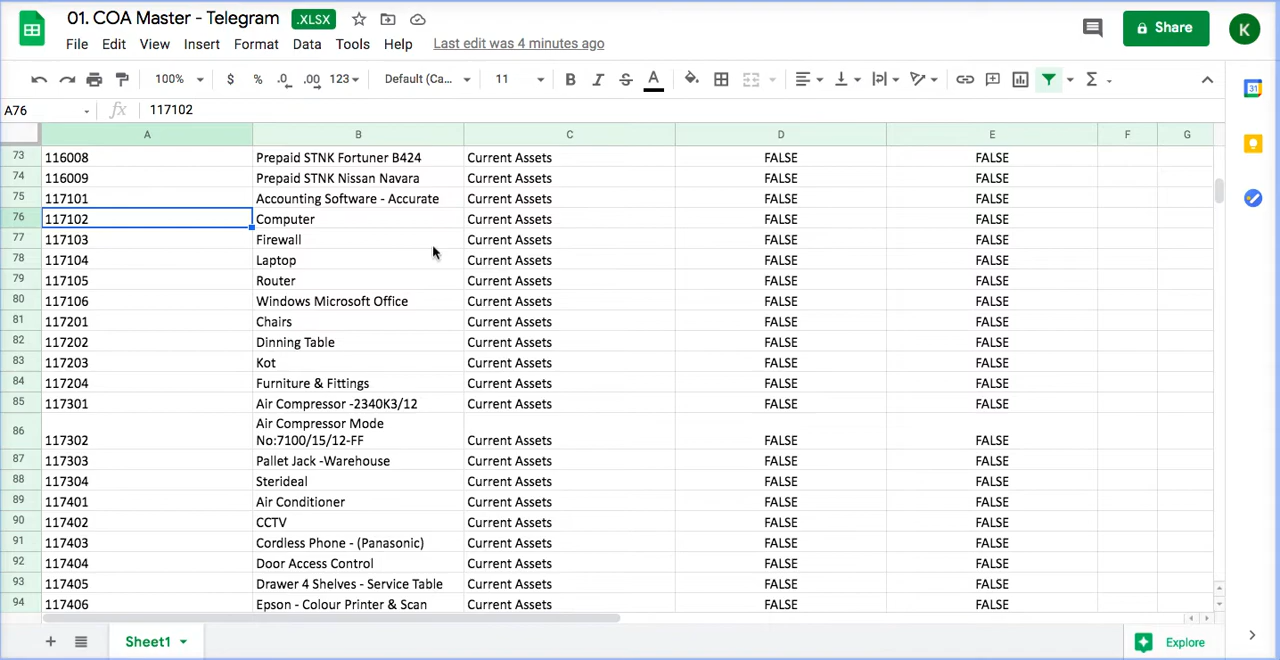 01. COA Master - Telegram .XLSX
File Edit View Insert Format Data Tools Help Last edit was 4 minutes ago
Share
K
100% $ % .0 .00 123 Default (Ca... 11 B I S A Σ
31
A76 fx 117102
A B C D E F G
73 116008 Prepaid STNK Fortuner B424 Current Assets FALSE FALSE
74 116009 Prepaid STNK Nissan Navara Current Assets FALSE FALSE
75 117101 Accounting Software - Accurate Current Assets FALSE FALSE
76 117102 Computer Current Assets FALSE FALSE
77 117103 Firewall Current Assets FALSE FALSE
78 117104 Laptop Current Assets FALSE FALSE
79 117105 Router Current Assets FALSE FALSE
80 117106 Windows Microsoft Office Current Assets FALSE FALSE
81 117201 Chairs Current Assets FALSE FALSE
82 117202 Dinning Table Current Assets FALSE FALSE
83 117203 Kot Current Assets FALSE FALSE
84 117204 Furniture & Fittings Current Assets FALSE FALSE
85 117301 Air Compressor -2340K3/12 Current Assets FALSE FALSE
Air Compressor Mode
86 117302 No:7100/15/12-FF Current Assets FALSE FALSE
87 117303 Pallet Jack -Warehouse Current Assets FALSE FALSE
88 117304 Sterideal Current Assets FALSE FALSE
89 117401 Air Conditioner Current Assets FALSE FALSE
90 117402 CCTV Current Assets FALSE FALSE
91 117403 Cordless Phone - (Panasonic) Current Assets FALSE FALSE
92 117404 Door Access Control Current Assets FALSE FALSE
93 117405 Drawer 4 Shelves - Service Table Current Assets FALSE FALSE
94 117406 Epson - Colour Printer & Scan Current Assets FALSE FALSE
Sheet1 Explore